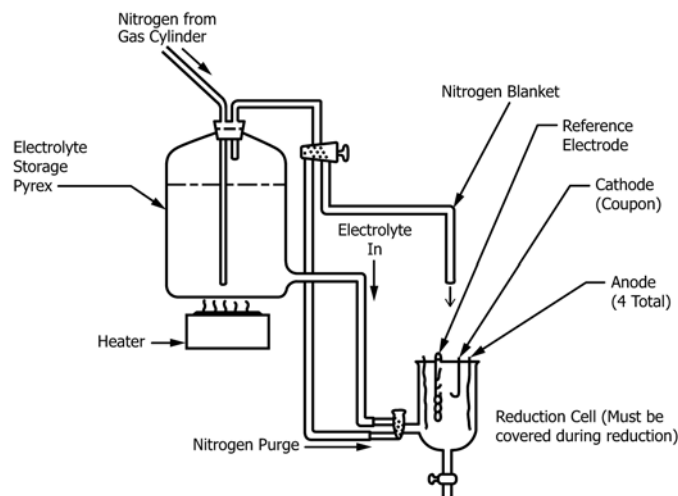 Nitrogen from
Gas Cylinder
Nitrogen Blanket
Reference
Electrode
Electrolyte
Storage
Pyrex
Cathode
(Coupon)
Electrolyte
In
Anode
(4 Total)
Heater
Reduction Cell (Must be
covered during reduction)
Nitrogen Purge